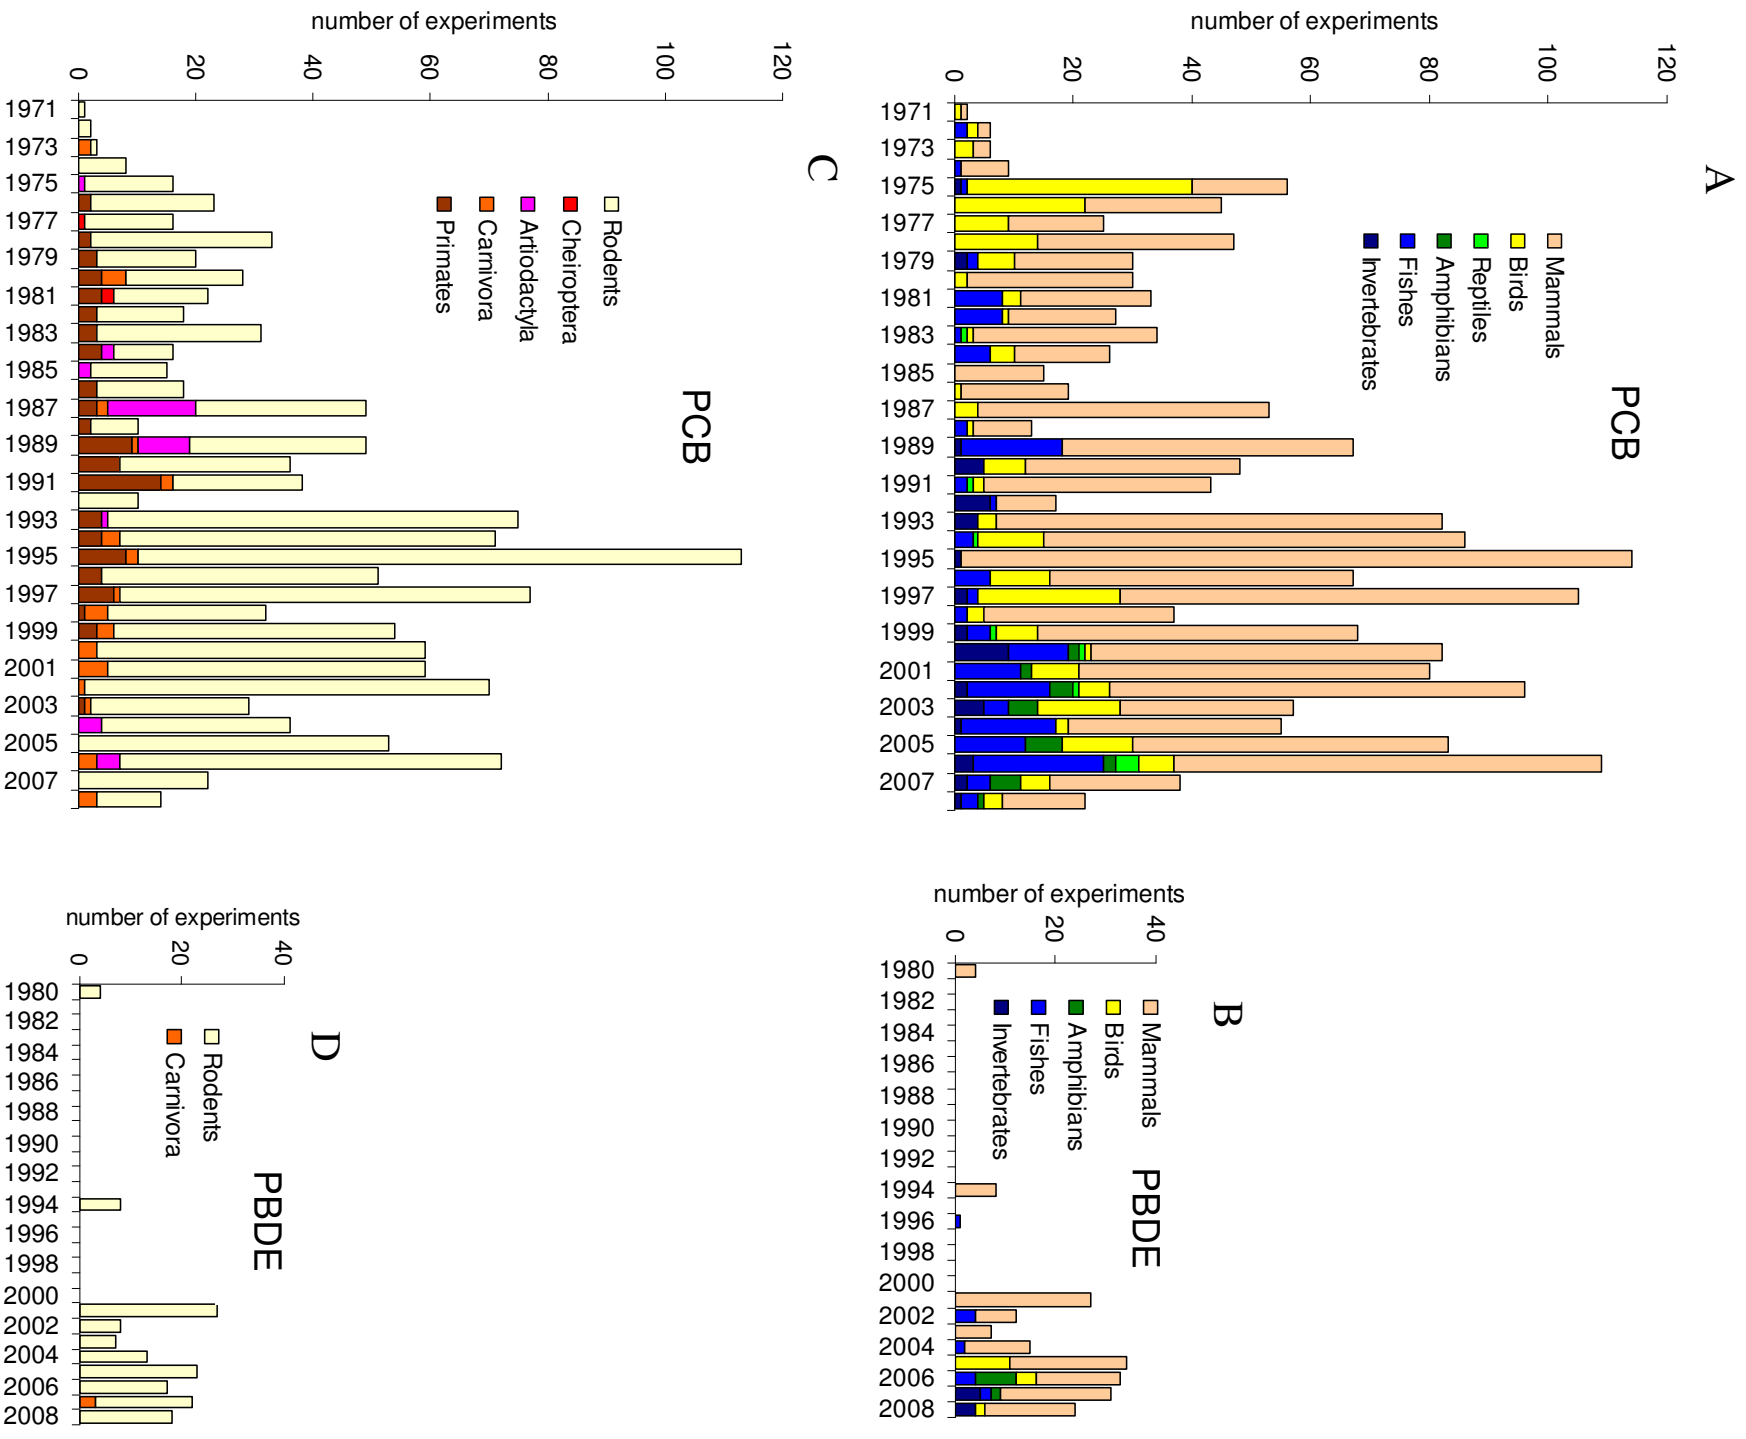 A
PCB
number of experiments
0
20
40
60
80
100
120
Mammals
Birds
Reptiles
Amphibians
Fishes
Invertebrates
1971
1973
1975
1977
1979
1981
1983
1985
1987
1989
1991
1993
1995
1997
1999
2001
2003
2005
2007
B
PBDE
number of experiments
0
20
40
Mammals
Birds
Amphibians
Fishes
Invertebrates
1980
1982
1984
1986
1988
1990
1992
1994
1996
1998
2000
2002
2004
2006
2008
C
PCB
number of experiments
0
20
40
60
80
100
120
Rodents
Cheiroptera
Artiodactyla
Carnivora
Primates
1971
1973
1975
1977
1979
1981
1983
1985
1987
1989
1991
1993
1995
1997
1999
2001
2003
2005
2007
D
PBDE
number of experiments
0
20
40
Rodents
Carnivora
1980
1982
1984
1986
1988
1990
1992
1994
1996
1998
2000
2002
2004
2006
2008